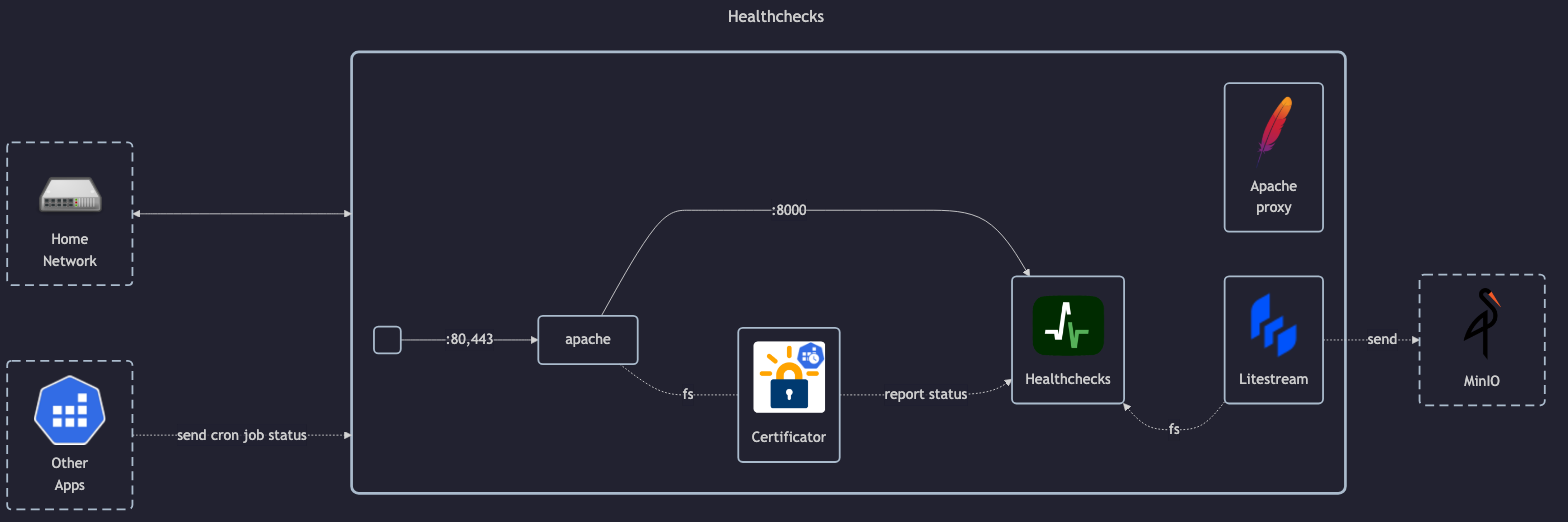 Healthchecks
Apache
proxy
Home
Network
:8000
:80,443
apache
fs
Certificator
report status
Healthchecks
fs
Litestream
send
MinIO
send cron job status
Other
Apps